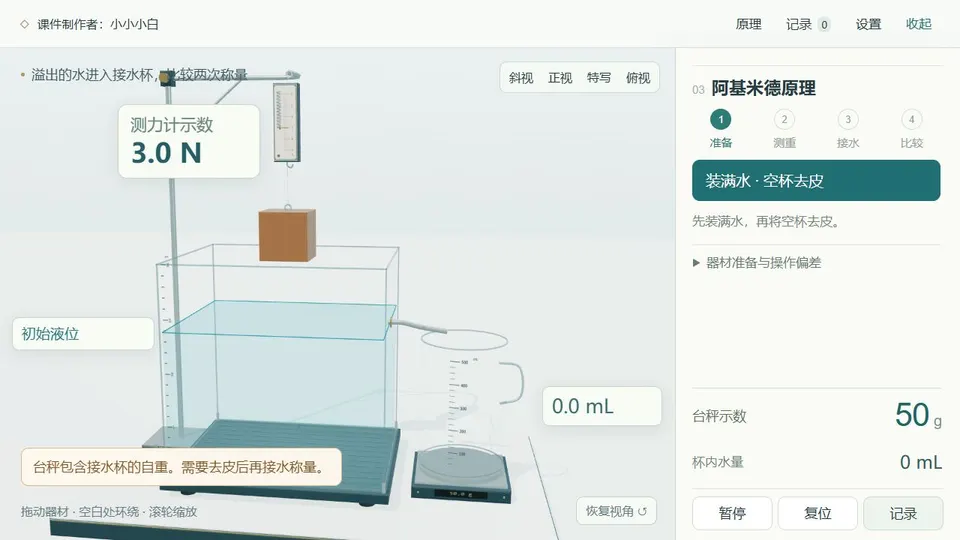 课件制作者：小小小白
原理
记录 0
设置
收起
溢出的水进入接水杯，比较两次称量
斜视 正视 特写 俯视
测力计示数
3.0 N
初始液位
0.0 mL
台秤包含接水杯的自重。需要去皮后再接水称量。
拖动器材 · 空白处环绕 · 滚轮缩放
恢复视角 ↺
03 阿基米德原理
1 2 3 4
准备 测重 接水 比较
装满水 · 空杯去皮
先装满水，再将空杯去皮。
▶ 器材准备与操作偏差
台秤示数 50 g
杯内水量 0 mL
暂停 复位 记录